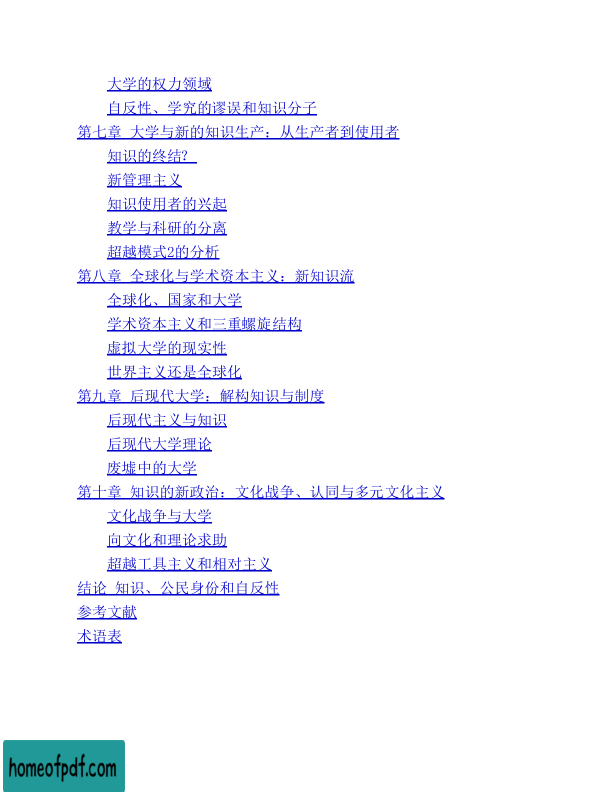 大学的权力领域
自反性、学究的谬误和知识分子
第七章 大学与新的知识生产：从生产者到使用者
知识的终结？
新管理主义
知识使用者的兴起
教学与科研的分离
超越模式2的分析
第八章 全球化与学术资本主义：新知识流
全球化、国家和大学
学术资本主义和三重螺旋结构
虚拟大学的现实性
世界主义还是全球化
第九章 后现代大学：解构知识与制度
后现代主义与知识
后现代大学理论
废墟中的大学
第十章 知识的新政治：文化战争、认同与多元文化主义
文化战争与大学
向文化和理论求助
超越工具主义和相对主义
结论 知识、公民身份和自反性
参考文献
术语表
homeofpdf.com